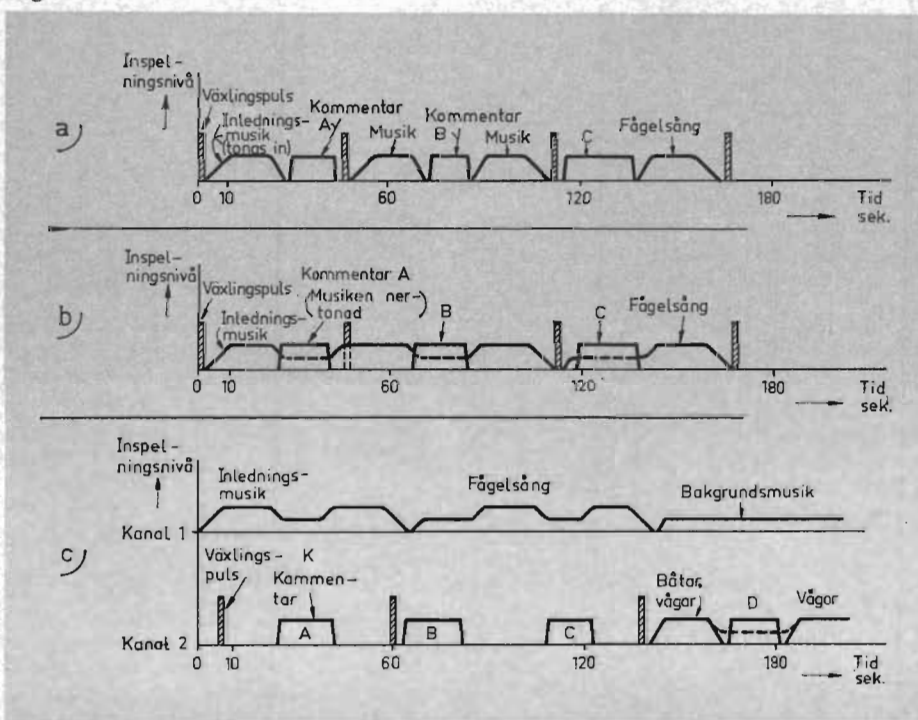 Inspel-
ningsnivå
Växlingspuls
Inlednings-
musik
(tonas in)
Kommentar
A
Musik
Kommentar
B
Musik
C
Fågelsång
a)
0 10 60 120 180 Tid
sek.
Inspel-
ningsnivå
Växlingspuls
Inlednings-
musik
Kommentar A
(Musiken ner-
tonad)
B
C
Fågelsång
b)
0 10 60 120 180 Tid
sek.
Inspel-
ningsnivå
Inlednings-
musik
Fågelsång
Bakgrundsmusik
Kanal 1
c)
Växlings-
puls
K
Kommen-
tar
Båtar,
vågor
D
Vågor
A
B
C
Kanal 2
0 10 60 120 180 Tid
sek.